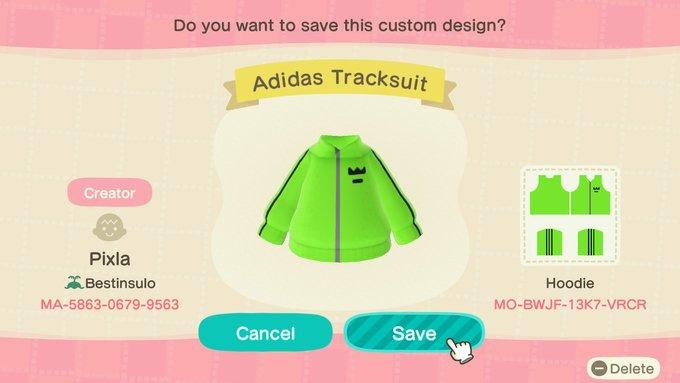 Do you want to save this custom design?
Adidas Tracksuit
Creator
Pixla
Bestinsulo
MA-5863-0679-9563
Hoodie
MO-BWJF-13K7-VRCR
Cancel
Save
Delete